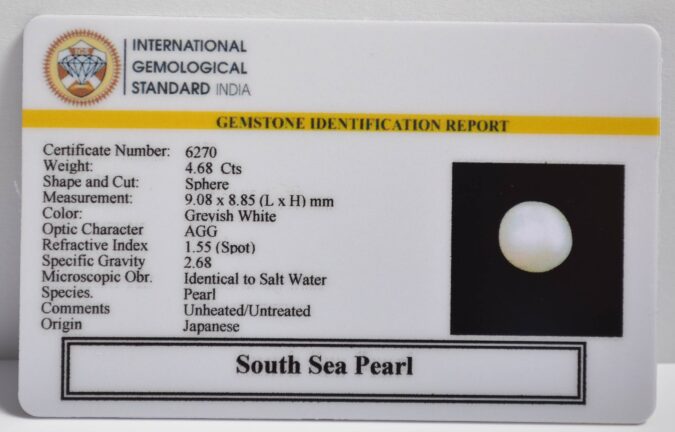 INTERNATIONAL
GEMOLOGICAL
STANDARD INDIA
GEMSTONE IDENTIFICATION REPORT
Certificate Number: 6270
Weight: 4.68 Cts
Shape and Cut: Sphere
Measurement: 9.08 x 8.85 (L x H) mm
Color: Greyish White
Optic Character AGG
Refractive Index 1.55 (Spot)
Specific Gravity 2.68
Microscopic Obr. Identical to Salt Water
Species. Pearl
Comments Unheated/Untreated
Origin Japanese
South Sea Pearl